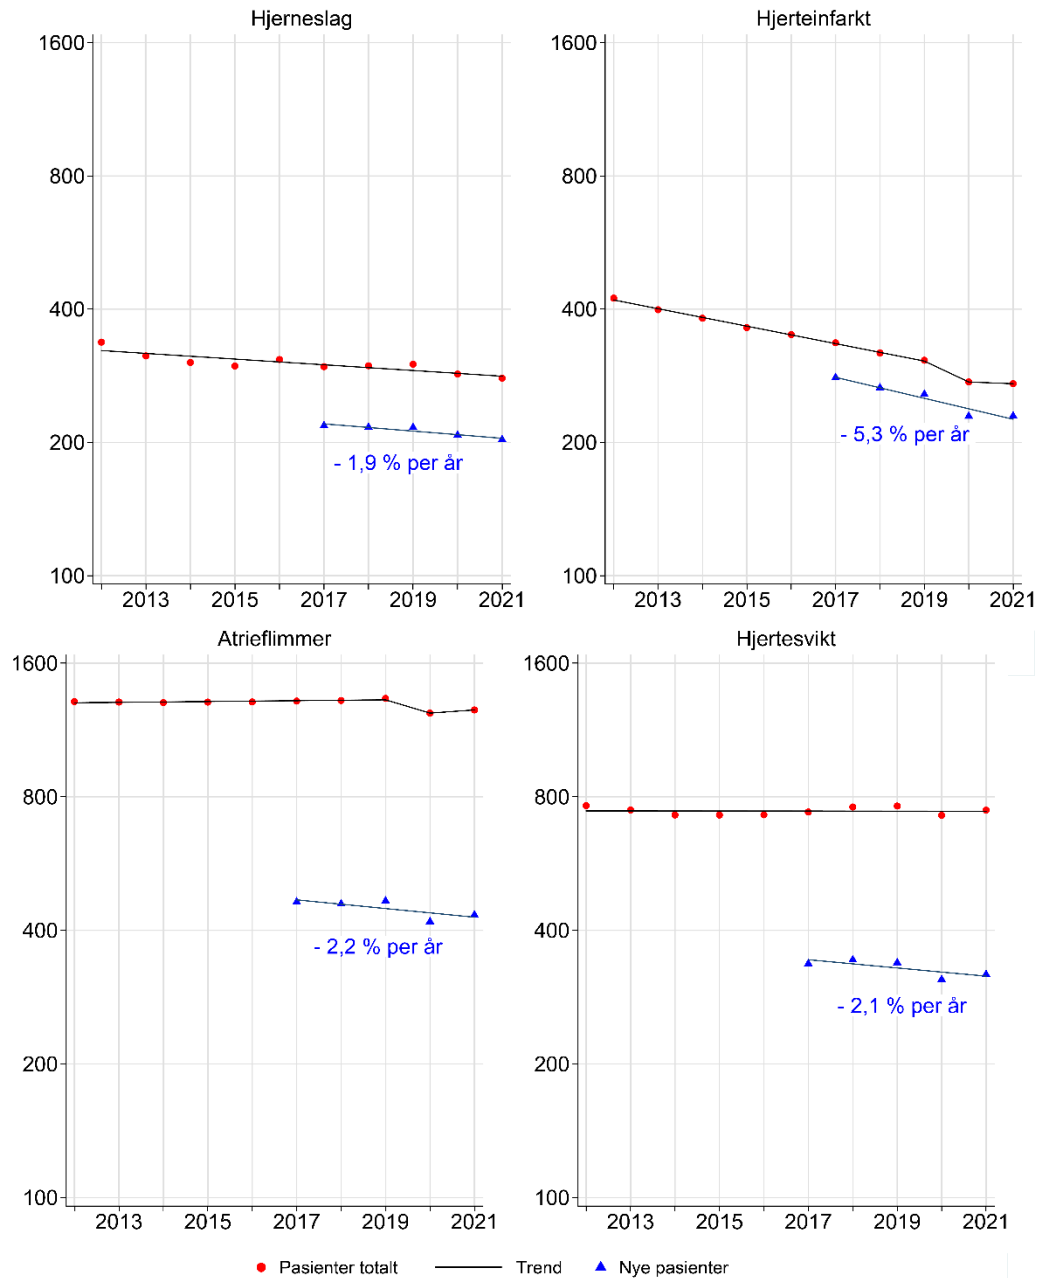 Hjerneslag
1600
800
400
200
100
- 1,9 % per år
2013 2015 2017 2019 2021
Hjerteinfarkt
1600
800
400
200
100
- 5,3 % per år
2013 2015 2017 2019 2021
Atrieflimmer
1600
800
400
200
100
- 2,2 % per år
2013 2015 2017 2019 2021
Hjertesvikt
1600
800
400
200
100
- 2,1 % per år
2013 2015 2017 2019 2021
Pasienter totalt Trend Nye pasienter